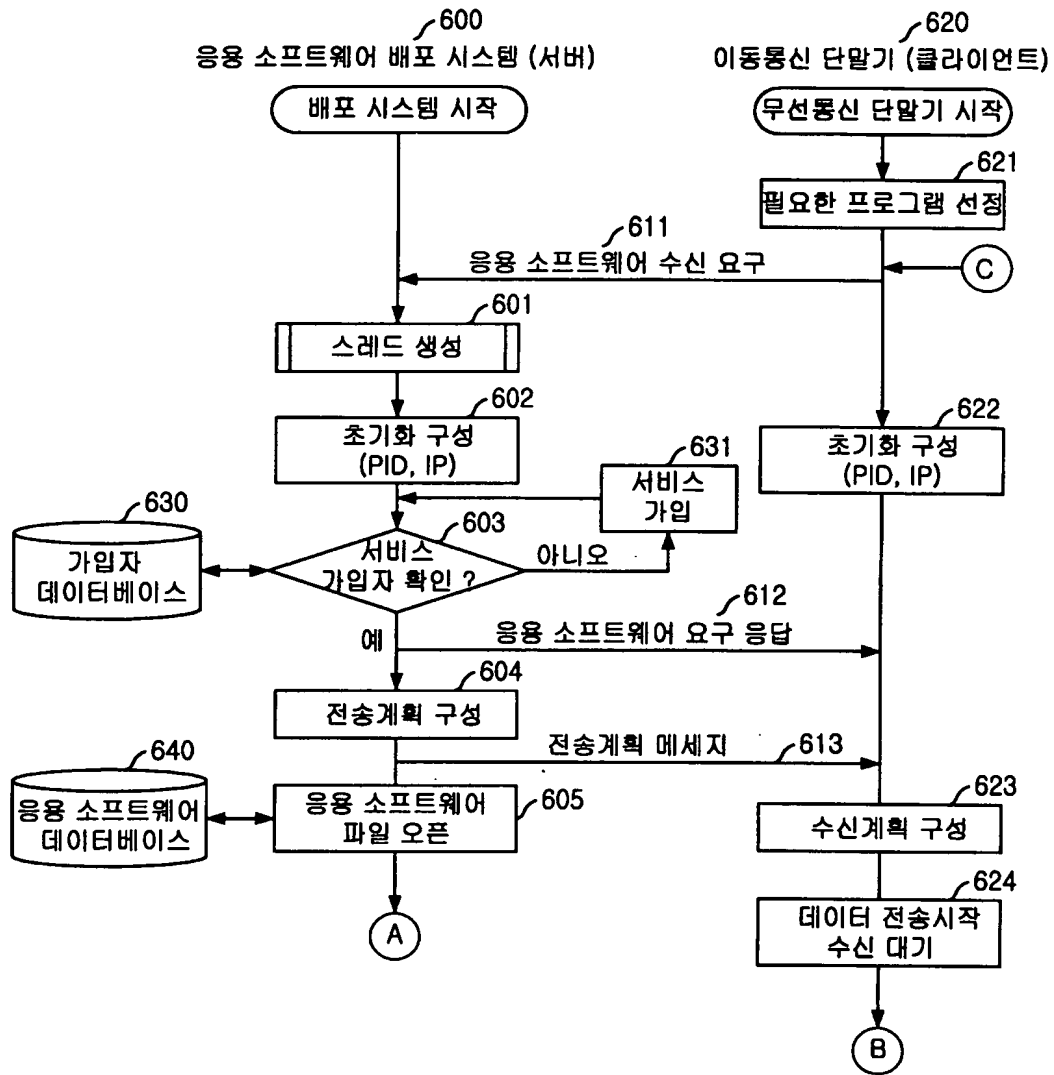 600
응용 소프트웨어 배포 시스템 (서버)
620
이동통신 단말기 (클라이언트)
배포 시스템 시작
무선통신 단말기 시작
621
필요한 프로그램 선정
611
응용 소프트웨어 수신 요구
C
601
스레드 생성
602
초기화 구성
(PID, IP)
622
초기화 구성
(PID, IP)
631
서비스
가입
630
가입자
데이터베이스
603
서비스
가입자 확인 ?
아니오
예
612
응용 소프트웨어 요구 응답
604
전송계획 구성
전송계획 메세지
613
640
응용 소프트웨어
데이터베이스
응용 소프트웨어
파일 오픈
605
623
수신계획 구성
624
데이터 전송시작
수신 대기
A
B